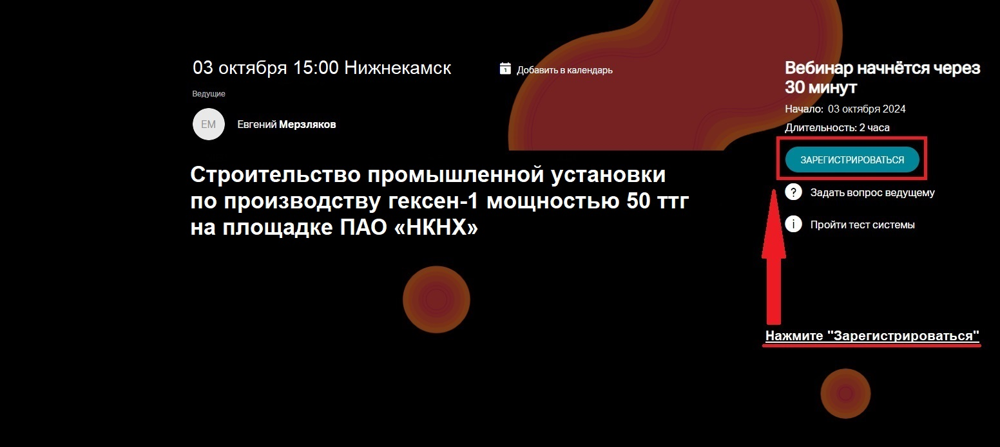 03 октября 15:00 Нижнекамск
Добавить в календарь
Ведущие
ЕМ
Евгений Мерзляков
Строительство промышленной установки
по производству гексен-1 мощностью 50 ттг
на площадке ПАО «НКНХ»
Вебинар начнётся через
30 минут
Начало: 03 октября 2024
Длительность: 2 часа
ЗАРЕГИСТРИРОВАТЬСЯ
? Задать вопрос ведущему
i Пройти тест системы
Нажмите "Зарегистрироваться"